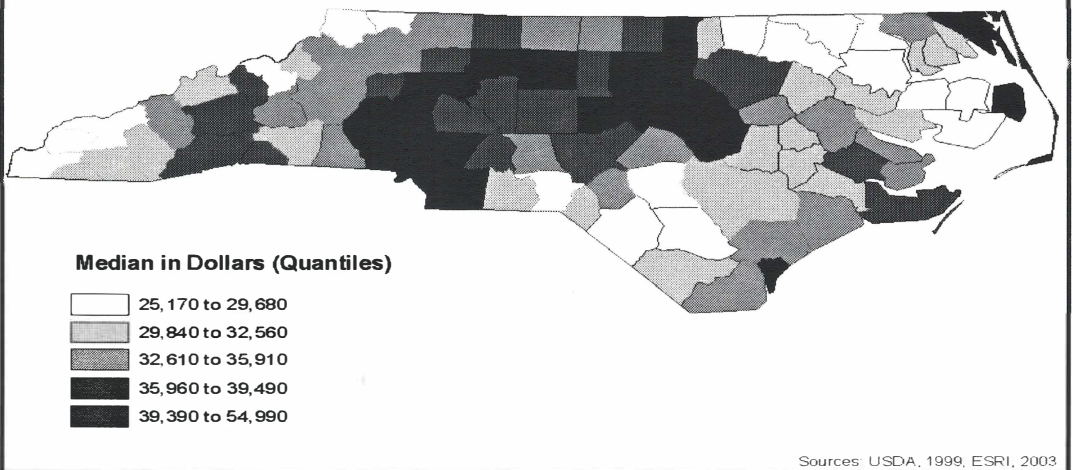 Median in Dollars (Quantiles)
25,170 to 29,680
29,840 to 32,560
32,610 to 35,910
35,960 to 39,490
39,390 to 54,990
Sources: USDA, 1999, ESRI, 2003